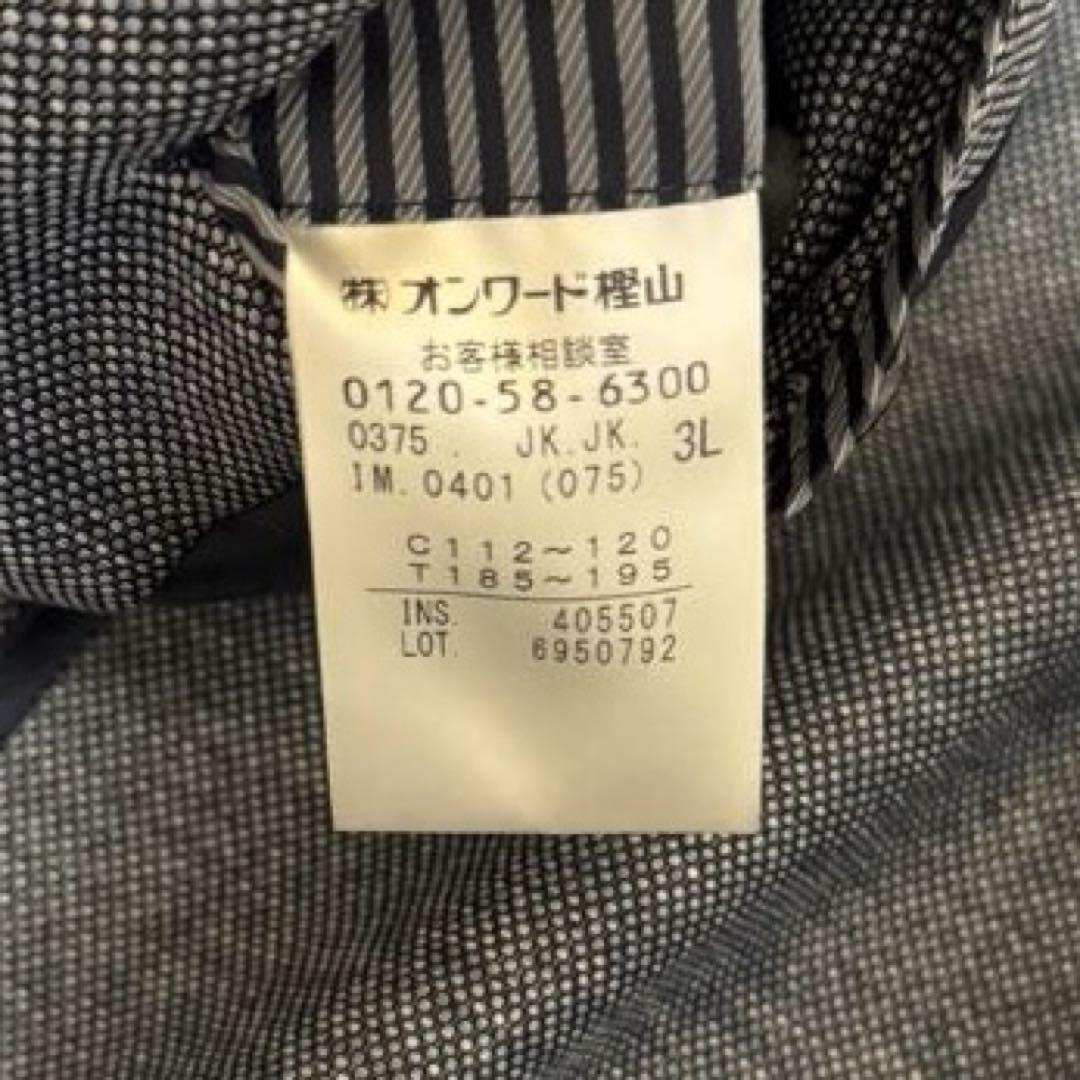 ㈱オンワード樫山
お客様相談室
0120-58-6300
0375. JK.JK. 3L
IM.0401(075)
C112~120
T185~195
INS. 405507
LOT. 6950792